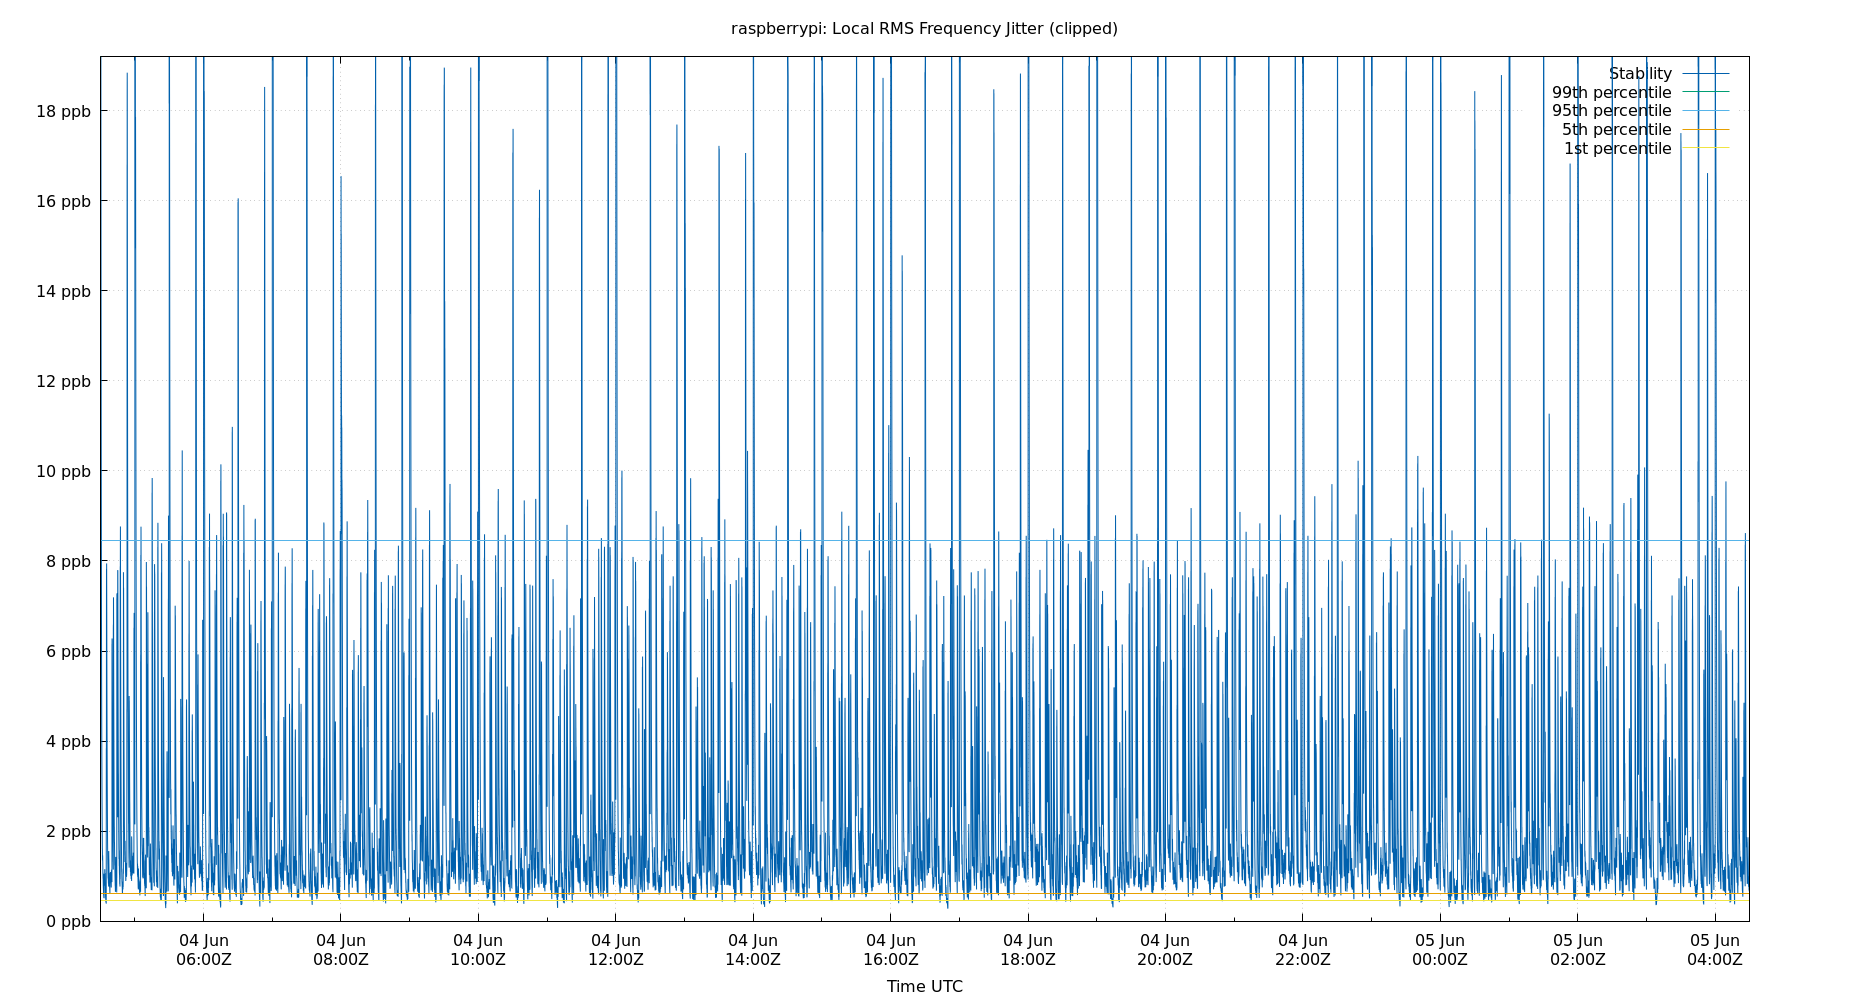 raspberrypi: Local RMS Frequency Jitter (clipped)
Stability
99th percentile
95th percentile
5th percentile
1st percentile
18 ppb
16 ppb
14 ppb
12 ppb
10 ppb
8 ppb
6 ppb
4 ppb
2 ppb
0 ppb
04 Jun 04 Jun 04 Jun 04 Jun 04 Jun 04 Jun 04 Jun 04 Jun 04 Jun 05 Jun 05 Jun 05 Jun
06:00Z 08:00Z 10:00Z 12:00Z 14:00Z 16:00Z 18:00Z 20:00Z 22:00Z 00:00Z 02:00Z 04:00Z
Time UTC